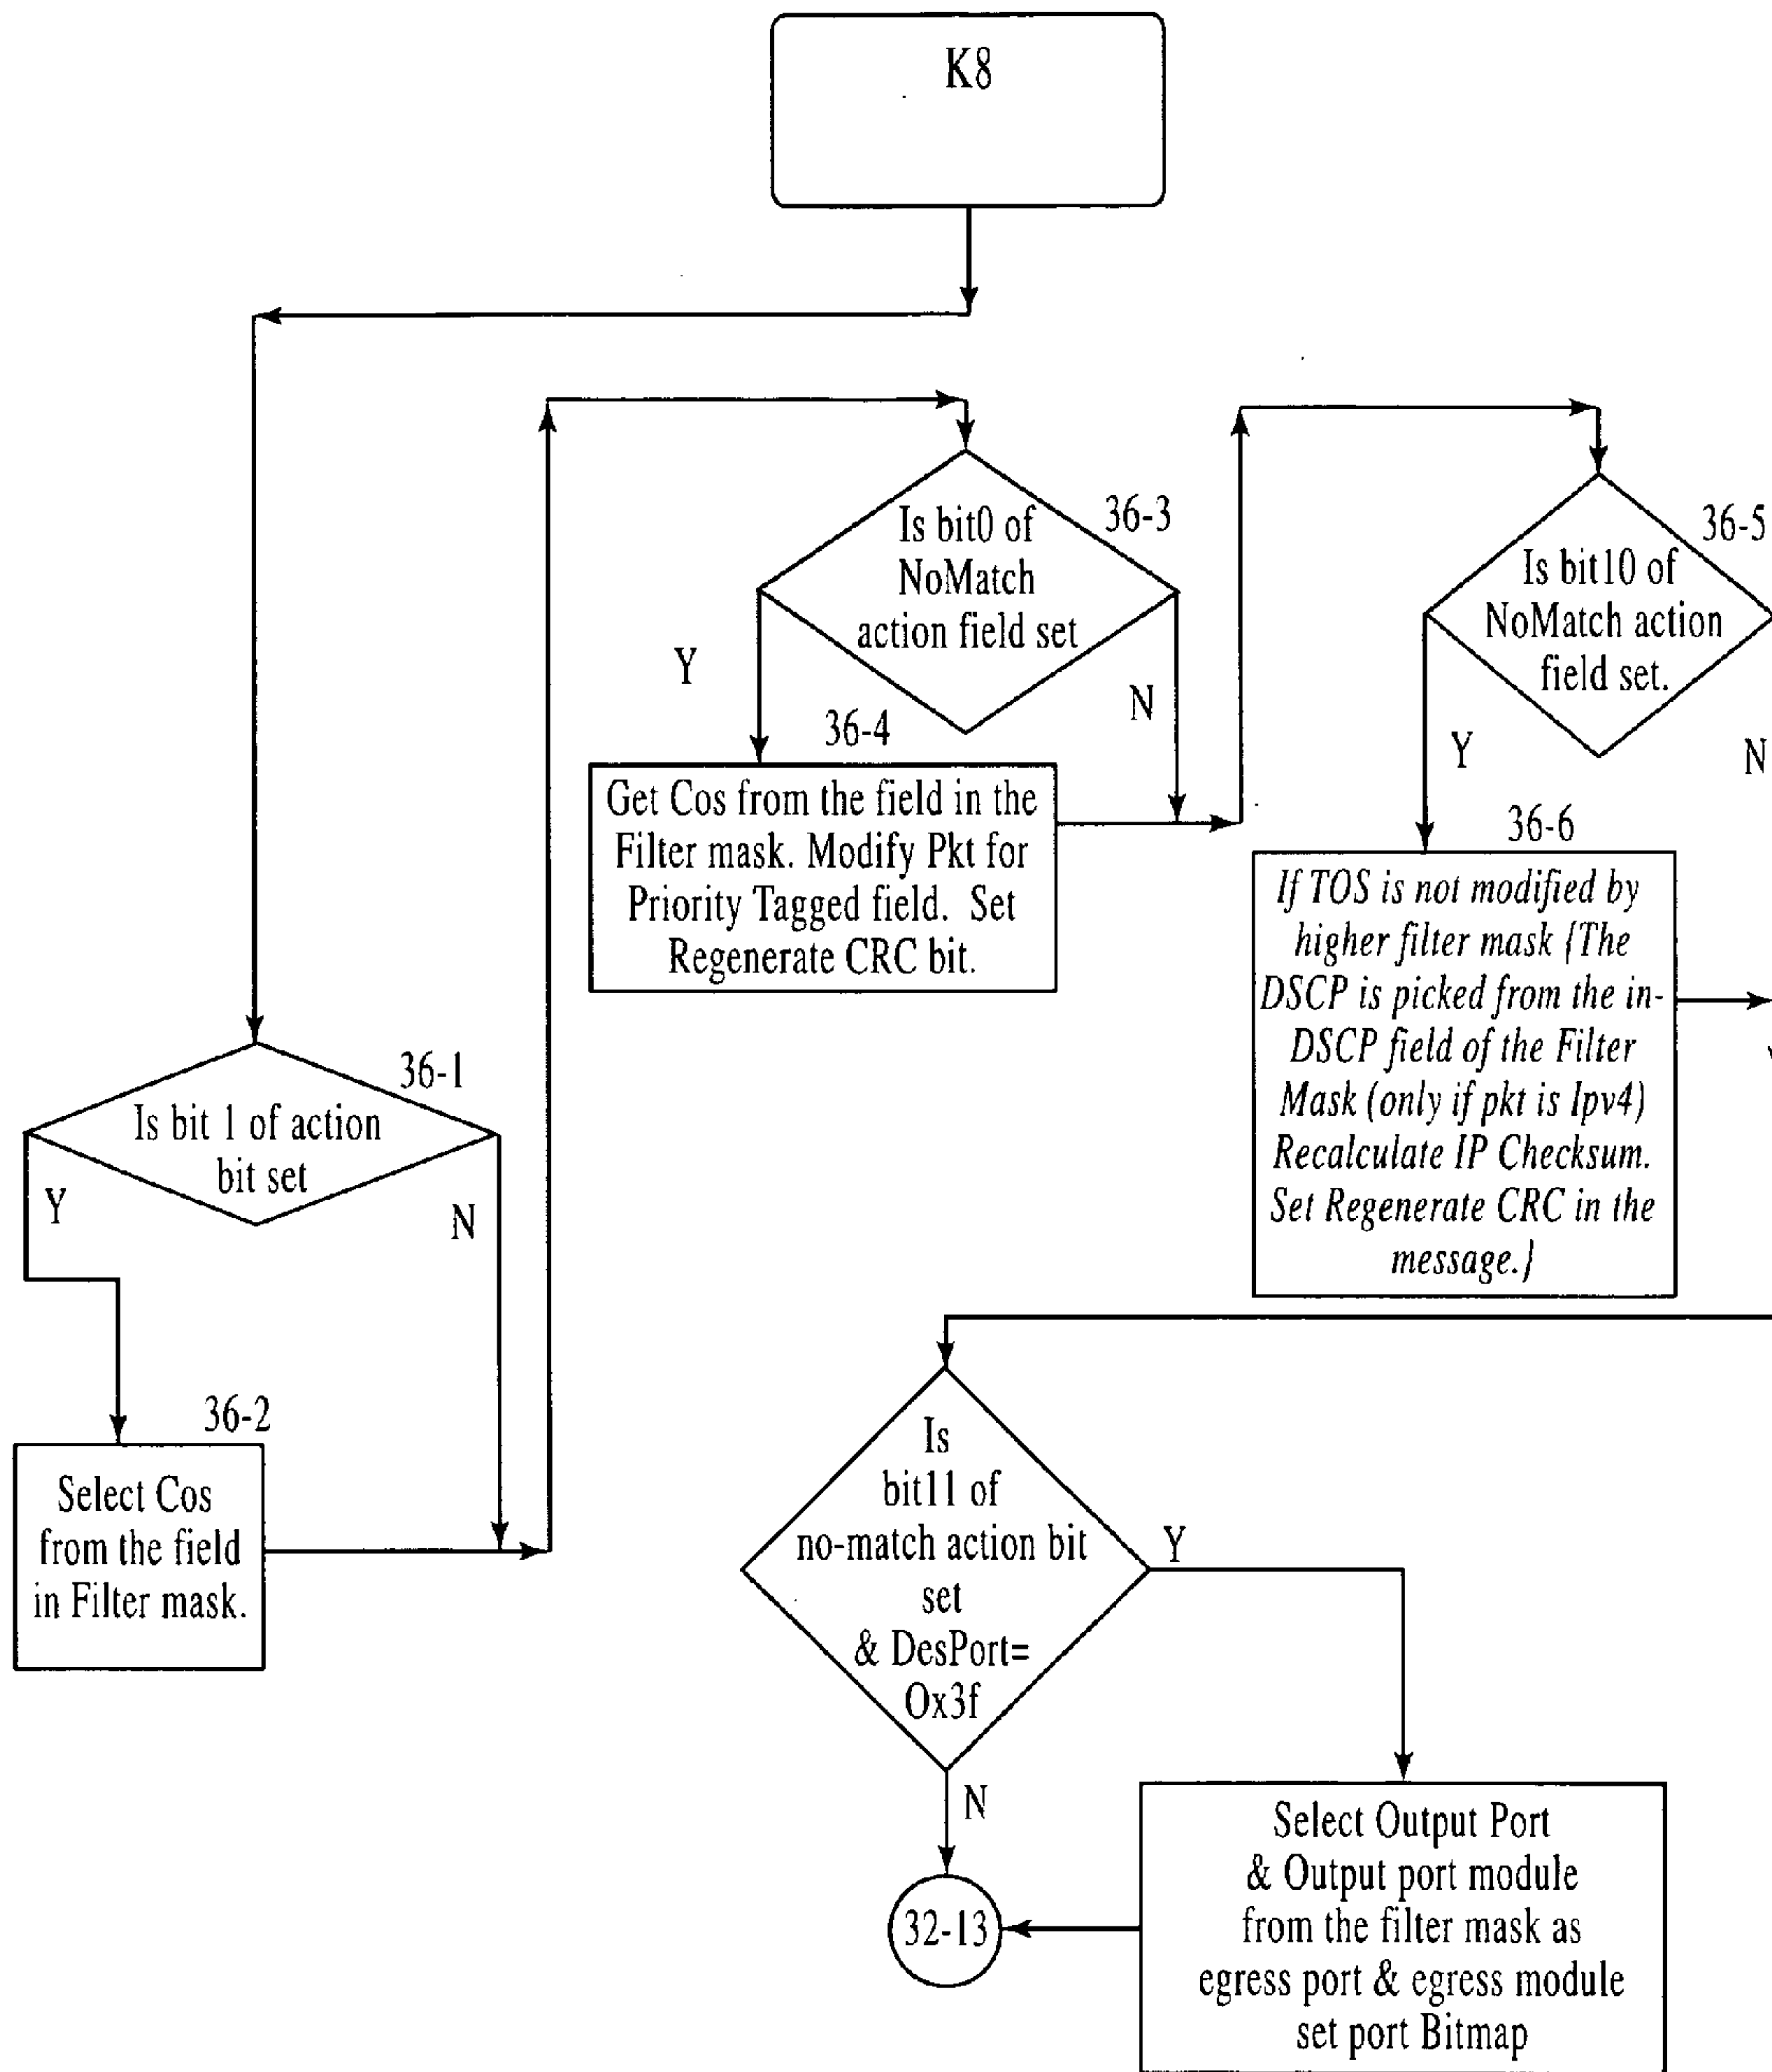 K8
36-3
Is bit0 of
NoMatch
action field set
Y
N
36-5
Is bit10 of
NoMatch action
field set.
Y
N
36-4
Get Cos from the field in the
Filter mask. Modify Pkt for
Priority Tagged field. Set
Regenerate CRC bit.
36-6
If TOS is not modified by
higher filter mask {The
DSCP is picked from the in-
DSCP field of the Filter
Mask (only if pkt is Ipv4)
Recalculate IP Checksum.
Set Regenerate CRC in the
message.}
36-1
Is bit 1 of action
bit set
Y
N
36-2
Select Cos
from the field
in Filter mask.
Is
bit11 of
no-match action bit
set
& DesPort=
Ox3f
Y
N
32-13
Select Output Port
& Output port module
from the filter mask as
egress port & egress module
set port Bitmap